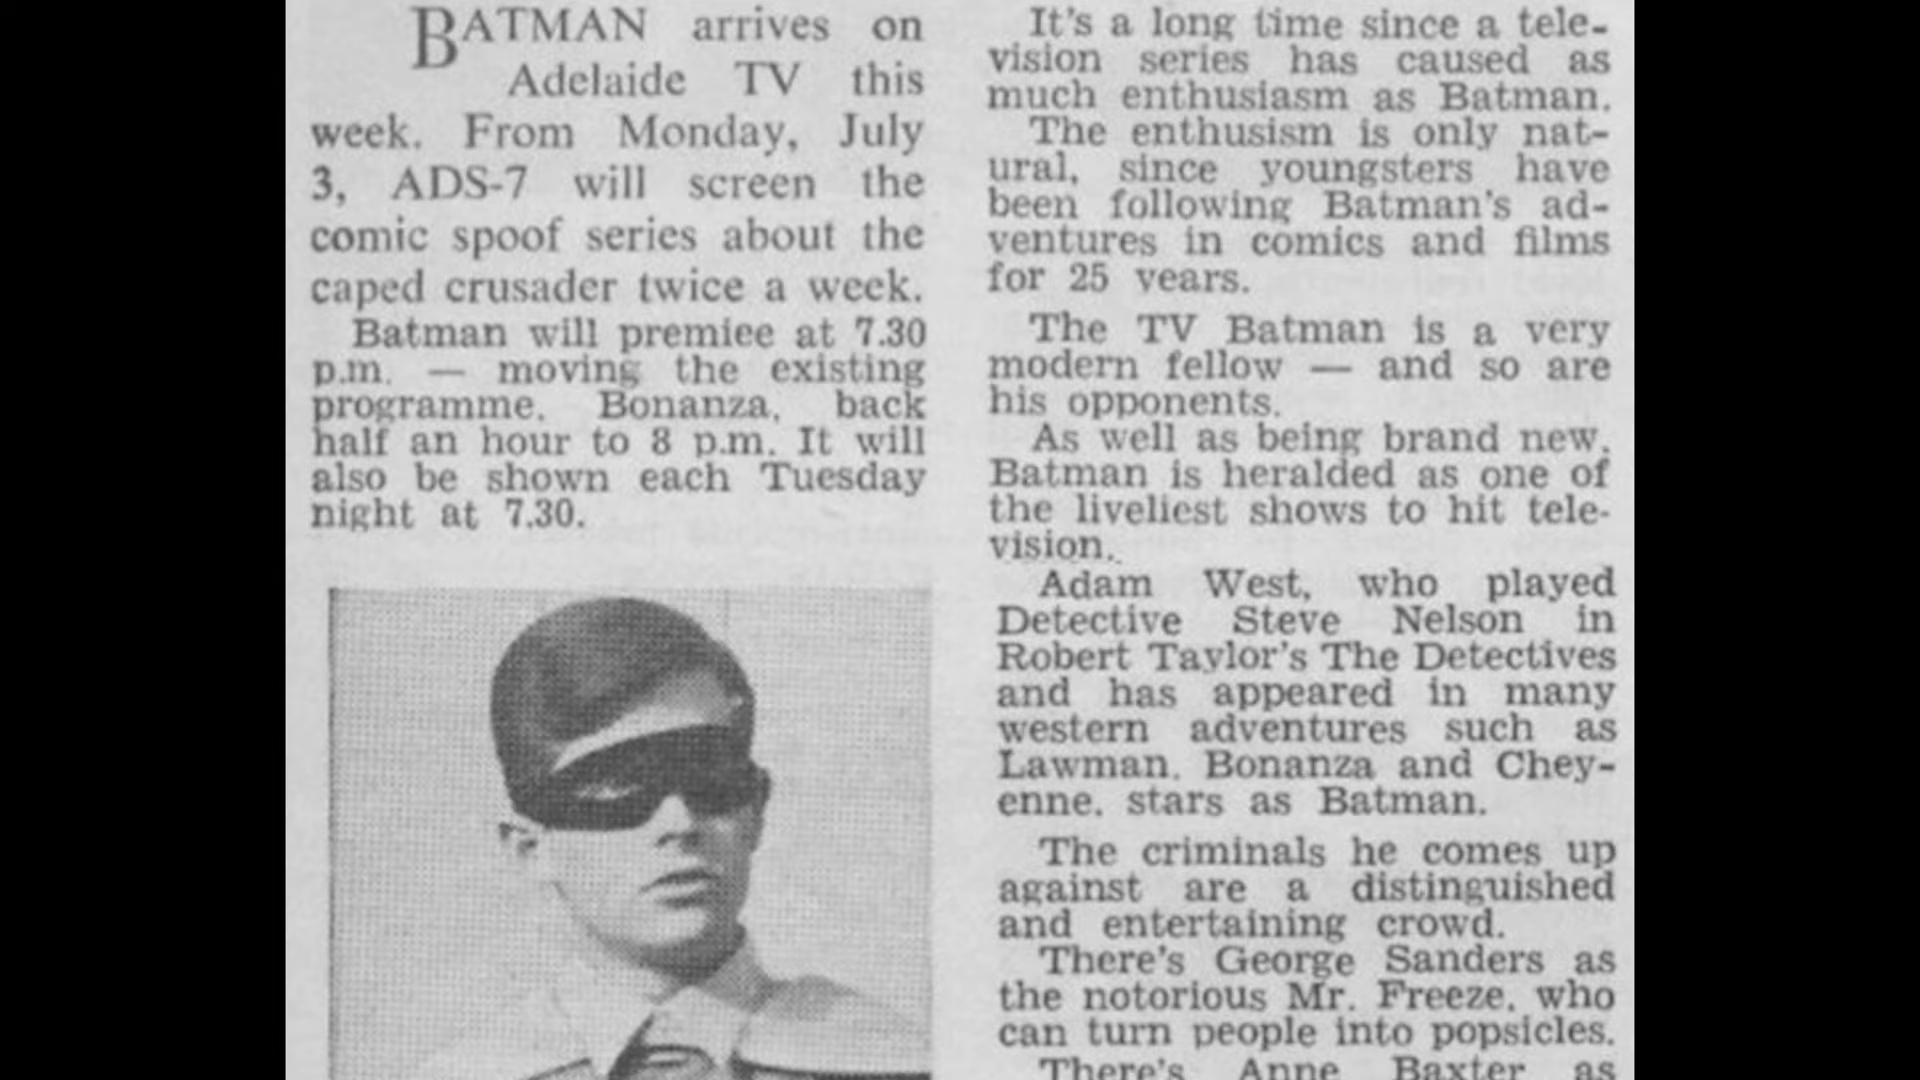 BATMAN arrives on
Adelaide TV this
week. From Monday, July
3, ADS-7 will screen the
comic spoof series about the
caped crusader twice a week.
Batman will premiee at 7.30
p.m. — moving the existing
programme, Bonanza, back
half an hour to 8 p.m. It will
also be shown each Tuesday
night at 7.30.
It's a long time since a tele-
vision series has caused as
much enthusiasm as Batman.
The enthusism is only nat-
ural, since youngsters have
been following Batman's ad-
ventures in comics and films
for 25 years.
The TV Batman is a very
modern fellow — and so are
his opponents.
As well as being brand new,
Batman is heralded as one of
the liveliest shows to hit tele-
vision.
Adam West, who played
Detective Steve Nelson in
Robert Taylor's The Detectives
and has appeared in many
western adventures such as
Lawman, Bonanza and Chey-
enne, stars as Batman.
The criminals he comes up
against are a distinguished
and entertaining crowd.
There's George Sanders as
the notorious Mr. Freeze, who
can turn people into popsicles.
There's Anne Baxter as